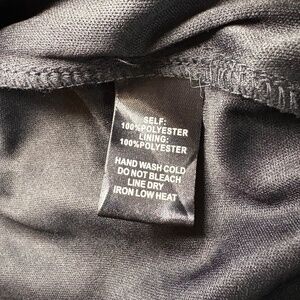 SELF:
100%POLYESTER
LINING:
100%POLYESTER
HAND WASH COLD
DO NOT BLEACH
LINE DRY
IRON LOW HEAT